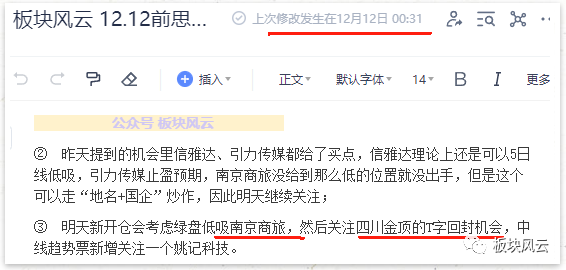 板块风云 12.12前思...
上次修改发生在12月12日 00:31
插入
正文
默认字体
14
B
I
更多
公众号 板块风云
② 昨天提到的机会里信雅达、引力传媒都给了买点，信雅达理论上还是可以5日
线低吸，引力传媒止盈预期，南京商旅没给到那么低的位置就没出手，但是这个
可以走“地名+国企”炒作，因此明天继续关注；
③ 明天新开仓会考虑绿盘低吸南京商旅，然后关注四川金顶的T字回封机会，中
线趋势票新增关注一个姚记科技。
板块风云